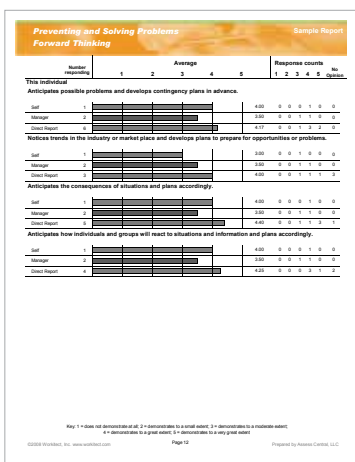 Preventing and Solving Problems
Sample Report
Forward Thinking
Average
Response counts
Number responding
1 2 3 4 5
1 2 3 4 5 No Opinion
This individual
Anticipates possible problems and develops contingency plans in advance.
Self 1 4.00 0 0 0 1 0 0
Manager 2 3.50 0 0 1 1 0 0
Direct Report 6 4.17 0 0 1 3 2 0
Notices trends in the industry or market place and develops plans to prepare for opportunities or problems.
Self 1 3.00 0 0 1 0 0 0
Manager 2 3.50 0 0 1 1 0 0
Direct Report 3 4.00 0 0 1 1 1 3
Anticipates the consequences of situations and plans accordingly.
Self 1 4.00 0 0 0 1 0 0
Manager 2 3.50 0 0 1 1 0 0
Direct Report 5 4.40 0 0 1 1 3 1
Anticipates how individuals and groups will react to situations and information and plans accordingly.
Self 1 4.00 0 0 0 1 0 0
Manager 2 3.50 0 0 1 1 0 0
Direct Report 4 4.25 0 0 0 3 1 2
Key: 1 = does not demonstrate at all; 2 = demonstrates to a small extent; 3 = demonstrates to a moderate extent;
4 = demonstrates to a great extent; 5 = demonstrates to a very great extent
©2009 Workitect, Inc. www.workitect.com Page 12 Prepared by Assess Central, LLC